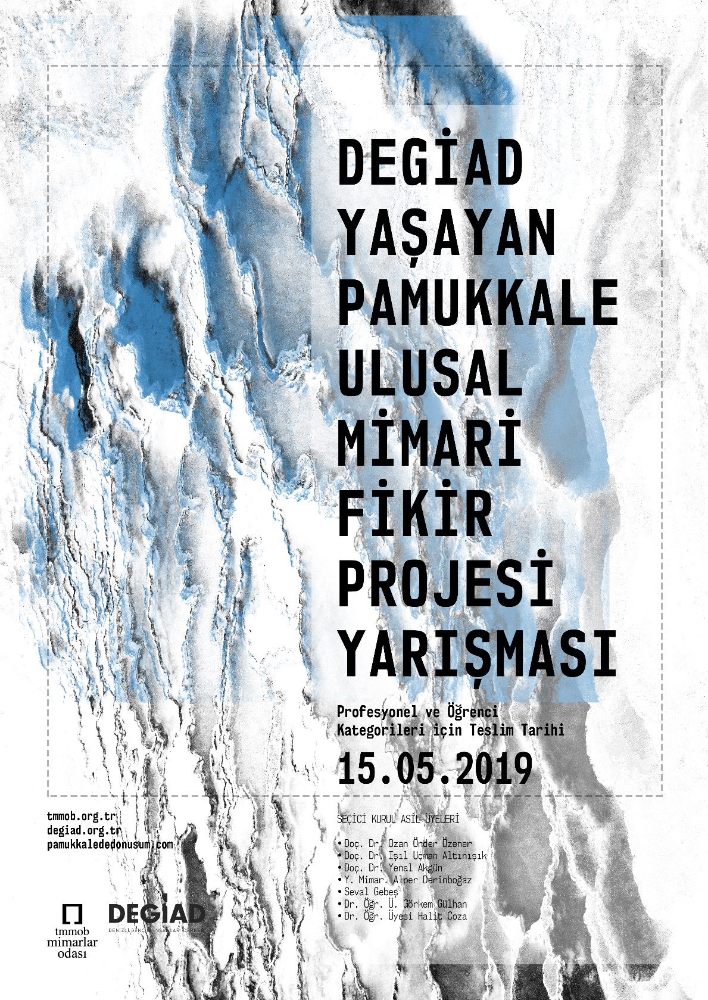 DEGİAD
YAŞAYAN
PAMUKKALE
ULUSAL
MİMARİ
FİKİR
PROJESİ
YARIŞMASI
Profesyonel ve Öğrenci
Kategorileri için Teslim Tarihi
15.05.2019
tmmob.org.tr
degiad.org.tr
pamukkalededonusum.com
SEÇİCİ KURUL ASİL ÜYELERİ
• Doç. Dr. Ozan Önder Özener
• Doç. Dr. Işıl Uçman Altınışık
• Doç. Dr. Yenal Akgün
• Y. Mimar. Alper Derinboğaz
• Seval Gebeş
• Dr. Öğr. Ü. Görkem Gülhan
• Dr. Öğr. Üyesi Halit Coza
tmmob
mimarlar
odası
DEGİAD
DENİZLİ GENÇ İŞ İNSANLARI DERNEĞİ